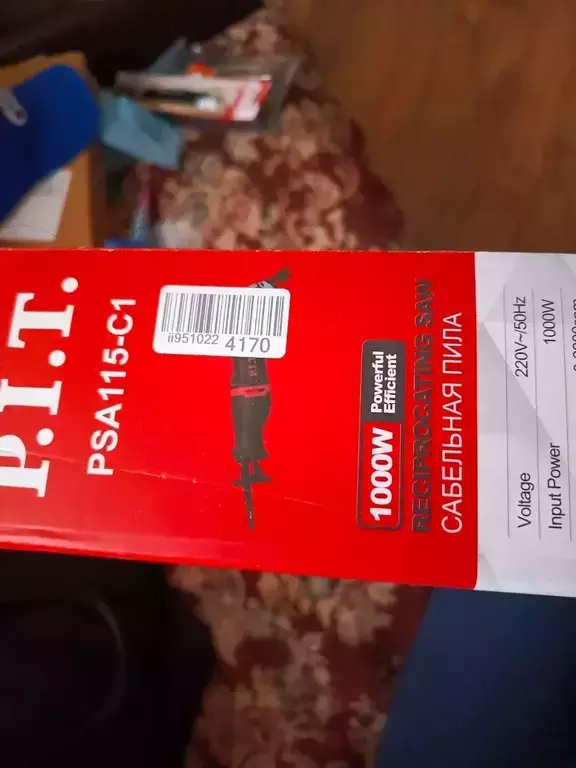 P.I.T.
PSA115-C1
ii951022 4170
1000W
Powerful
Efficient
RECIPROCATING SAW
САБЕЛЬНАЯ ПИЛА
Voltage 220V~/50Hz
Input Power 1000W